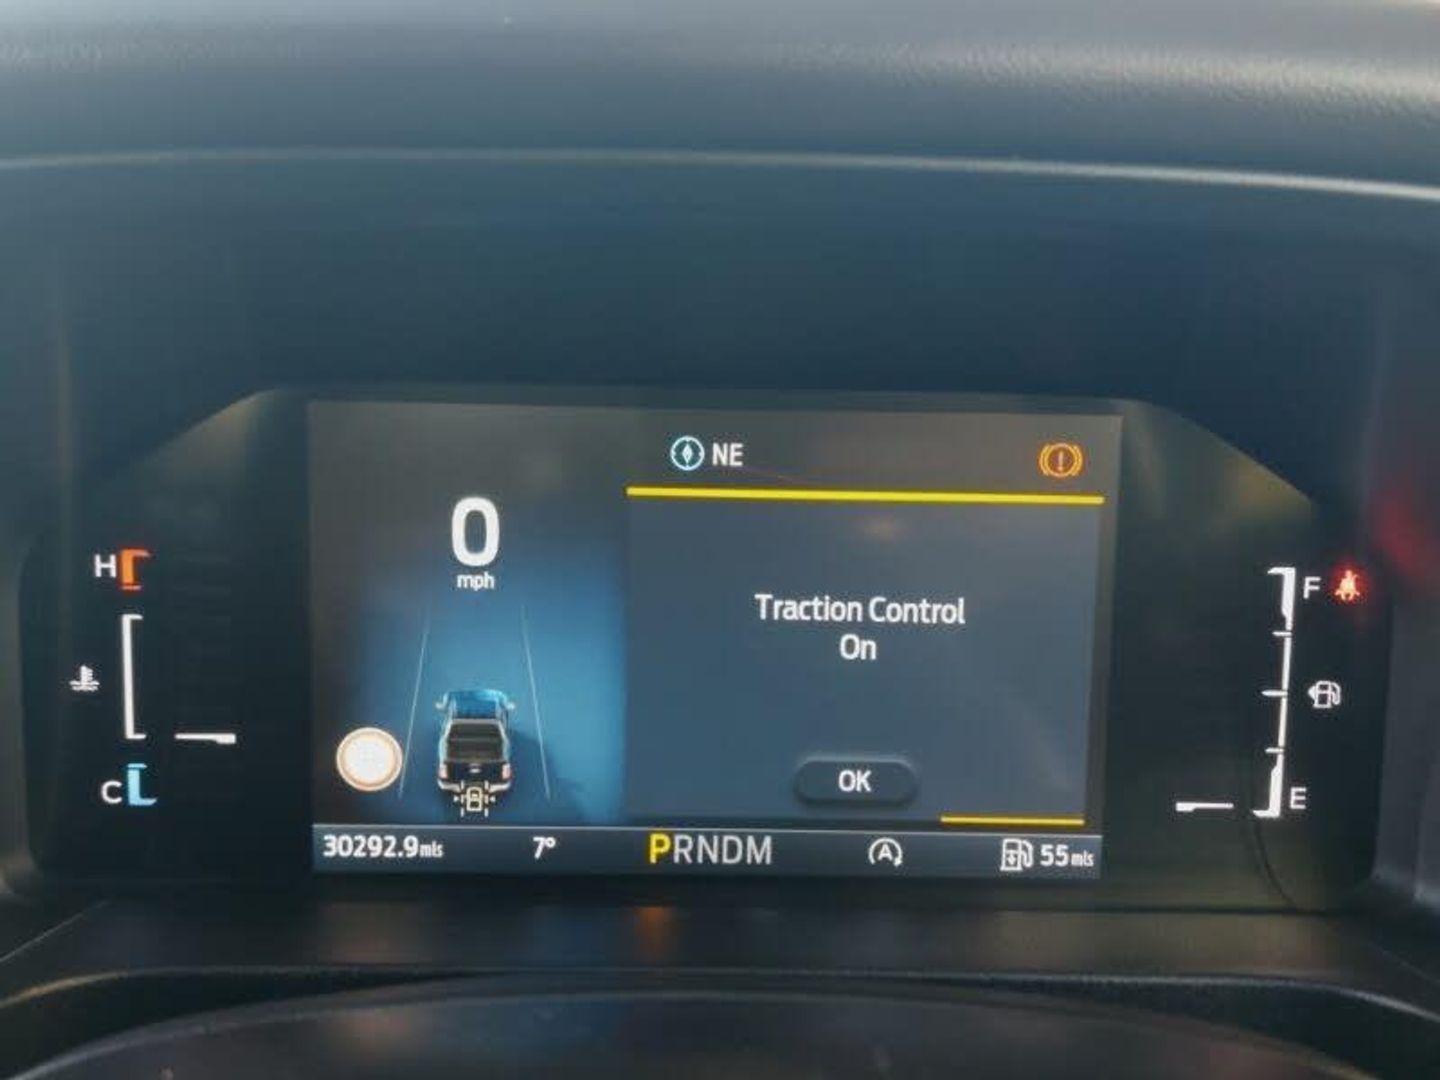 NE
0
mph
H
C
Traction Control
On
OK
F
E
30292.9mls 7° PRNDM A 55mls